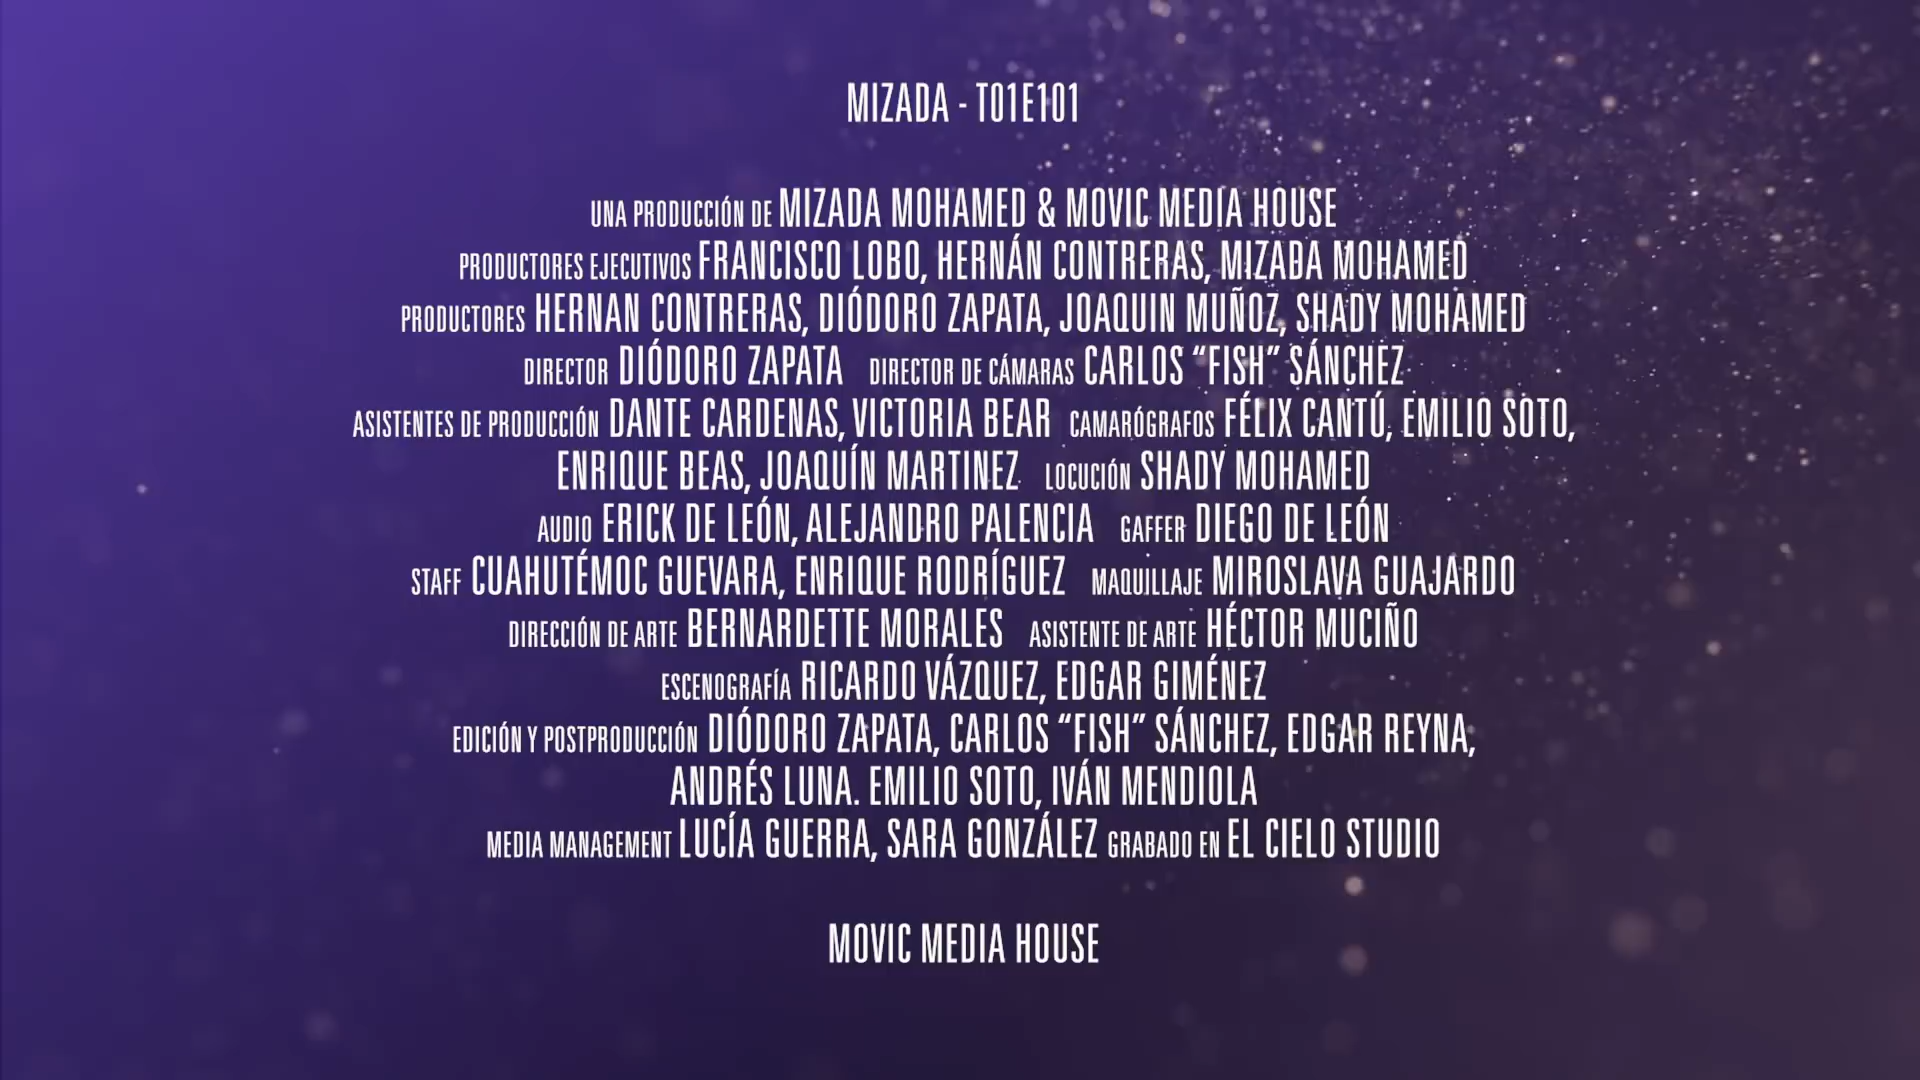 MIZADA - T01E101
UNA PRODUCCIÓN DE MIZADA MOHAMED & MOVIC MEDIA HOUSE
PRODUCTORES EJECUTIVOS FRANCISCO LOBO, HERNÁN CONTRERAS, MIZADA MOHAMED
PRODUCTORES HERNAN CONTRERAS, DIÓDORO ZAPATA, JOAQUIN MUÑOZ, SHADY MOHAMED
DIRECTOR DIÓDORO ZAPATA DIRECTOR DE CÁMARAS CARLOS “FISH” SÁNCHEZ
ASISTENTES DE PRODUCCIÓN DANTE CARDENAS, VICTORIA BEAR CAMARÓGRAFOS FÉLIX CANTÚ, EMILIO SOTO,
ENRIQUE BEAS, JOAQUÍN MARTINEZ LOCUCIÓN SHADY MOHAMED
AUDIO ERICK DE LEÓN, ALEJANDRO PALENCIA GAFFER DIEGO DE LEÓN
STAFF CUAHUTÉMOC GUEVARA, ENRIQUE RODRÍGUEZ MAQUILLAJE MIROSLAVA GUAJARDO
DIRECCIÓN DE ARTE BERNARDETTE MORALES ASISTENTE DE ARTE HÉCTOR MUCIÑO
ESCENOGRAFÍA RICARDO VÁZQUEZ, EDGAR GIMÉNEZ
EDICIÓN Y POSTPRODUCCIÓN DIÓDORO ZAPATA, CARLOS “FISH” SÁNCHEZ, EDGAR REYNA,
ANDRÉS LUNA. EMILIO SOTO, IVÁN MENDIOLA
MEDIA MANAGEMENT LUCÍA GUERRA, SARA GONZÁLEZ GRABADO EN EL CIELO STUDIO
MOVIC MEDIA HOUSE